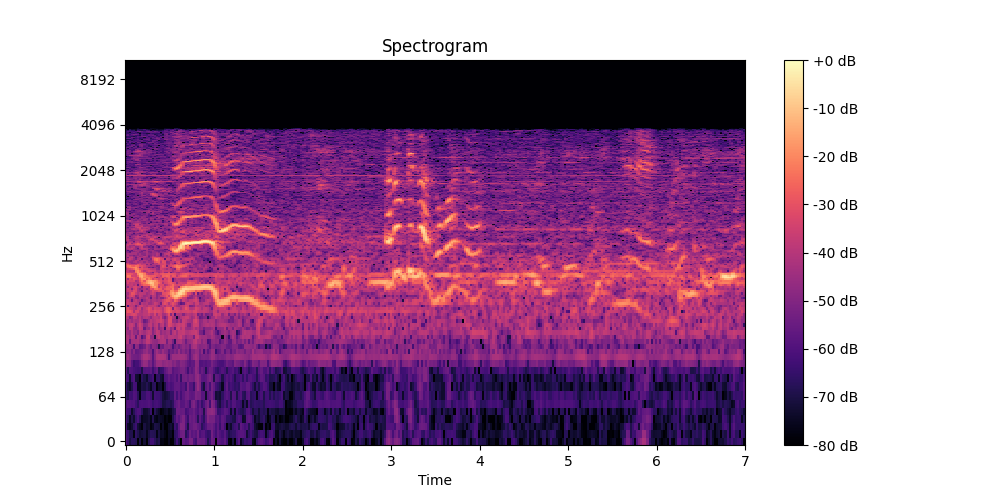 Spectrogram
8192
4096
2048
1024
512
256
128
64
0
Hz
0 1 2 3 4 5 6 7
Time
+0 dB
-10 dB
-20 dB
-30 dB
-40 dB
-50 dB
-60 dB
-70 dB
-80 dB